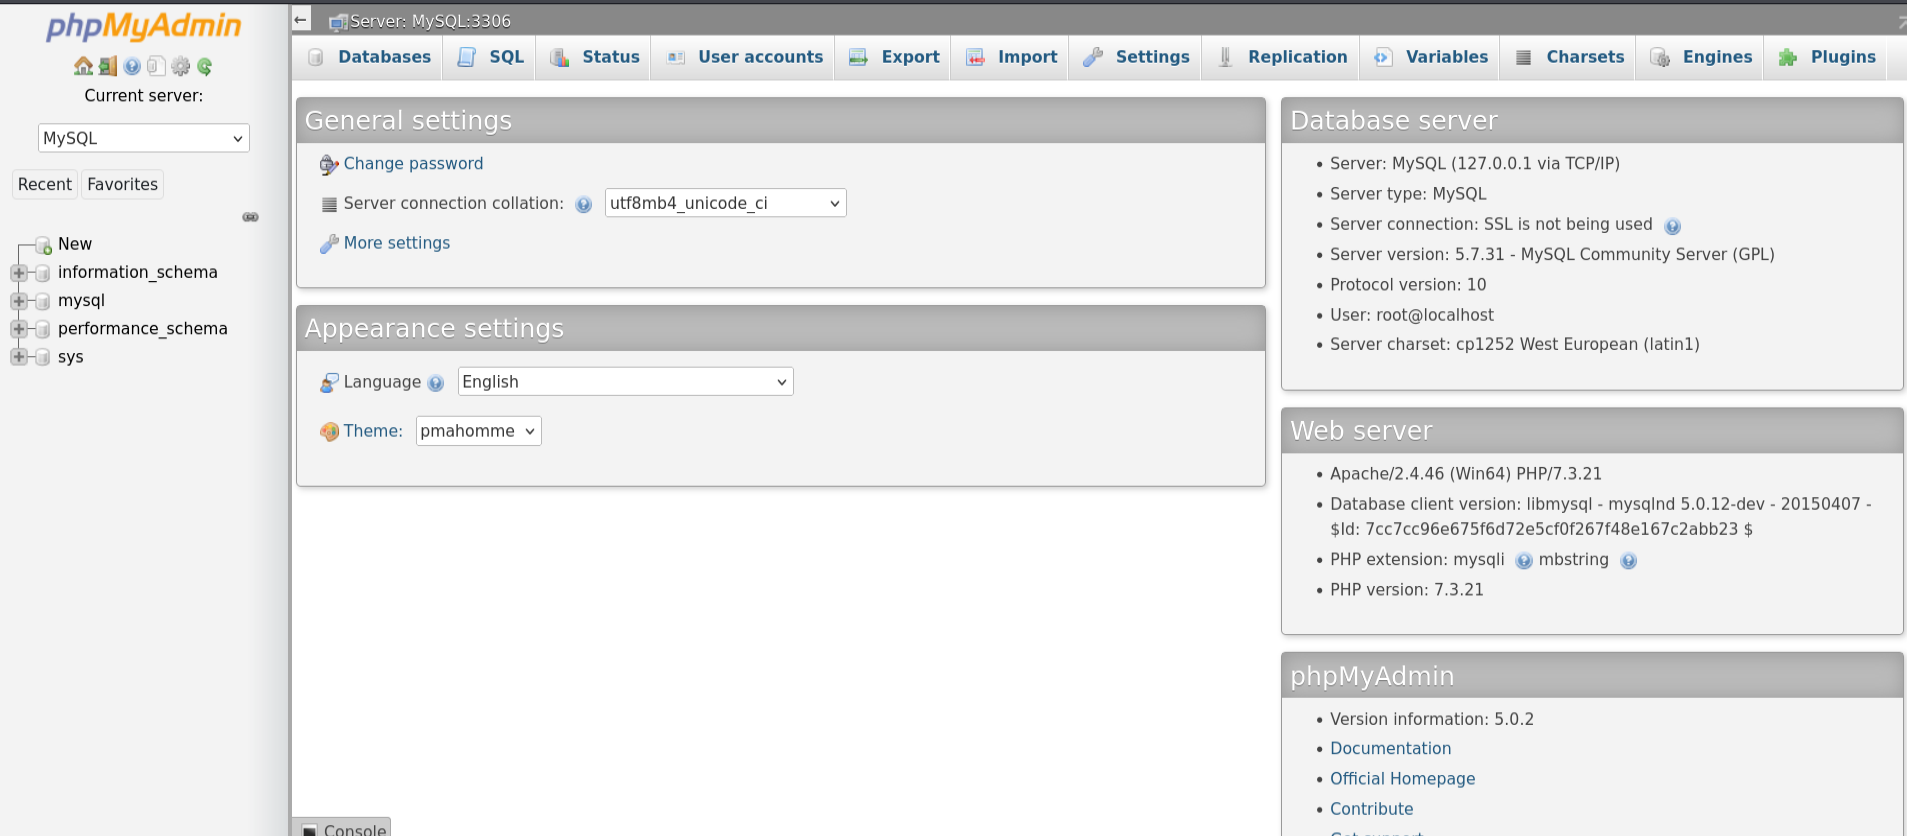 phpMyAdmin
Current server:
MySQL
Recent Favorites
New
information_schema
mysql
performance_schema
sys
Server: MySQL:3306
Databases SQL Status User accounts Export Import Settings Replication Variables Charsets Engines Plugins
General settings
Change password
Server connection collation: utf8mb4_unicode_ci
More settings
Appearance settings
Language English
Theme: pmahomme
Database server
Server: MySQL (127.0.0.1 via TCP/IP)
Server type: MySQL
Server connection: SSL is not being used
Server version: 5.7.31 - MySQL Community Server (GPL)
Protocol version: 10
User: root@localhost
Server charset: cp1252 West European (latin1)
Web server
Apache/2.4.46 (Win64) PHP/7.3.21
Database client version: libmysql - mysqlnd 5.0.12-dev - 20150407 -
$Id: 7cc7cc96e675f6d72e5cf0f267f48e167c2abb23 $
PHP extension: mysqli mbstring
PHP version: 7.3.21
phpMyAdmin
Version information: 5.0.2
Documentation
Official Homepage
Contribute
Console